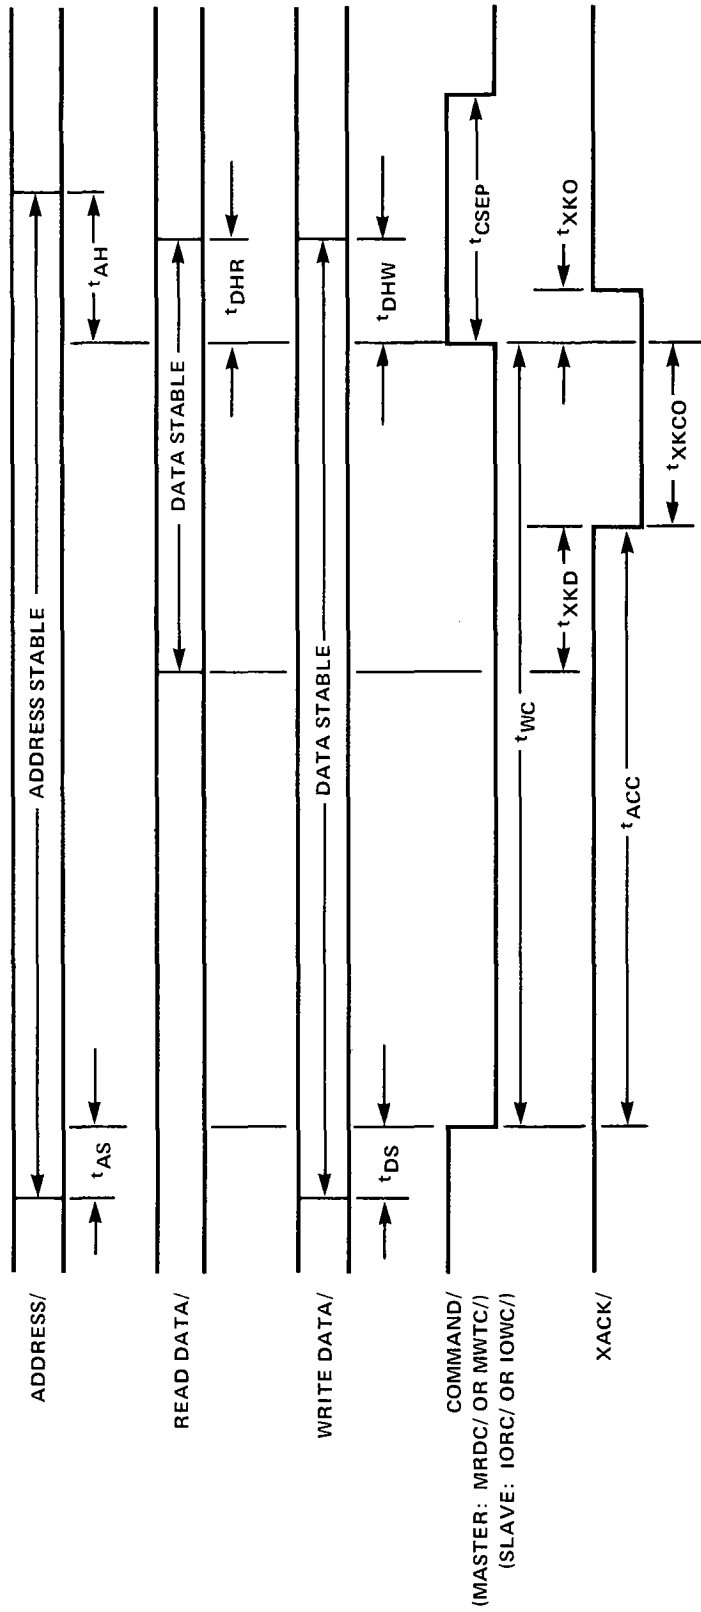 ADDRESS/
ADDRESS STABLE
tAS
tAH
READ DATA/
DATA STABLE
tDHR
WRITE DATA/
DATA STABLE
tDS
tDHW
COMMAND/
(MASTER: MRDC/ OR MWTC/)
(SLAVE: IORC/ OR IOWC/)
tCSEP
tWC
tXKD
tXKO
XACK/
tACC
tXKCO